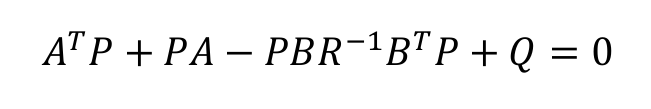 $A^T P + PA - PBR^{-1}B^T P + Q = 0$